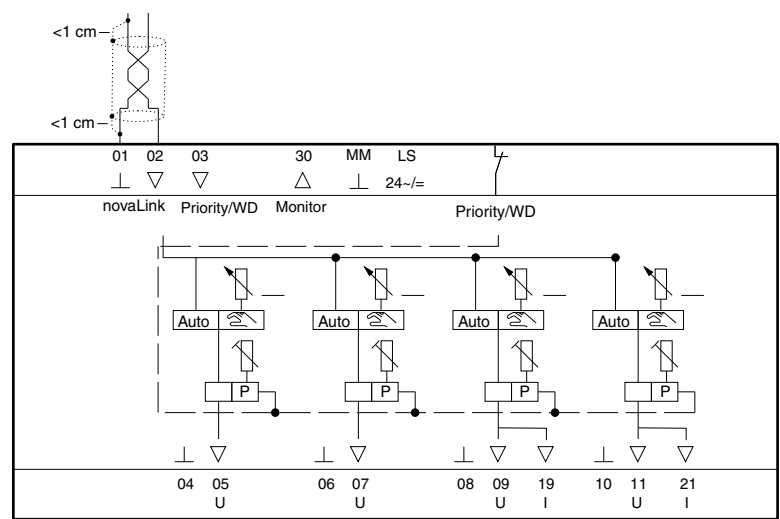 <1 cm
<1 cm
01 02 03 30 MM LS
24~/=
novaLink Priority/WD Monitor Priority/WD
Auto Auto Auto Auto
P P P P
04 05 06 07 08 09 19 10 11 21
U U U I U I